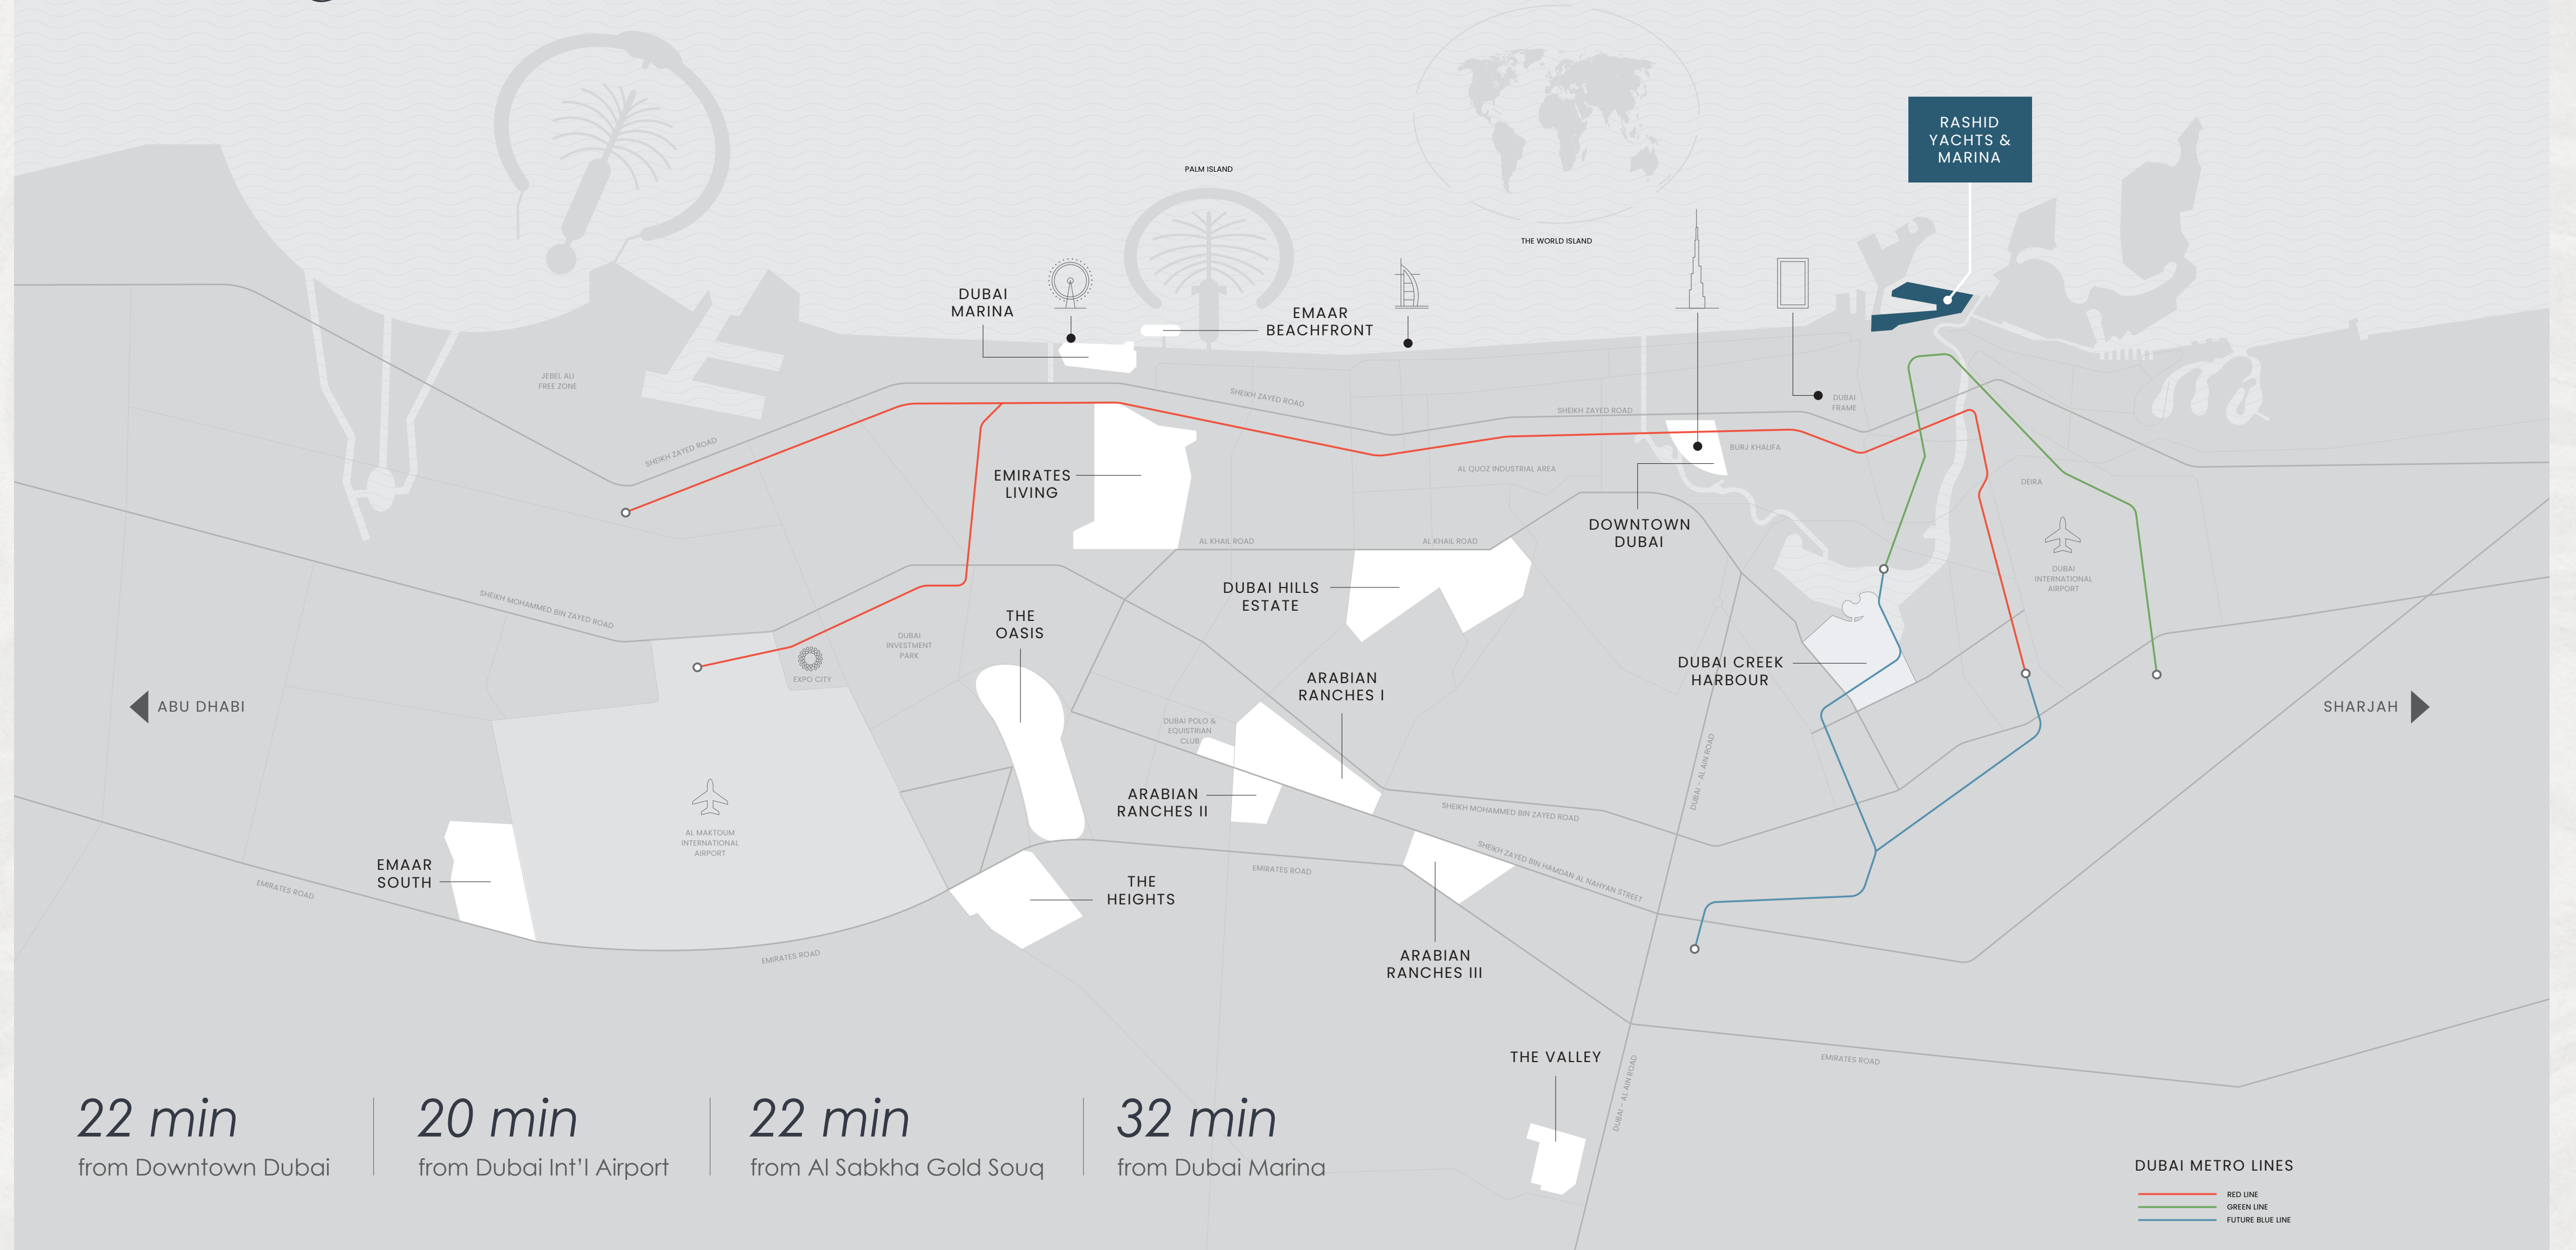 RASHID
YACHTS &
MARINA
PALM ISLAND
THE WORLD ISLAND
DUBAI
MARINA
EMAAR
BEACHFRONT
JEBEL ALI
FREE ZONE
SHEIKH ZAYED ROAD
SHEIKH ZAYED ROAD
SHEIKH ZAYED ROAD
DUBAI
FRAME
BURJ KHALIFA
AL QUOZ INDUSTRIAL AREA
EMIRATES
LIVING
DEIRA
DOWNTOWN
DUBAI
AL KHAIL ROAD
AL KHAIL ROAD
DUBAI
INTERNATIONAL
AIRPORT
SHEIKH MOHAMMED BIN ZAYED ROAD
DUBAI HILLS
ESTATE
THE
OASIS
DUBAI
INVESTMENT
PARK
EXPO CITY
DUBAI CREEK
HARBOUR
ARABIAN
RANCHES I
ABU DHABI
SHARJAH
DUBAI POLO &
EQUISTRIAN
CLUB
DUBAI - AL AIN ROAD
ARABIAN
RANCHES II
SHEIKH MOHAMMED BIN ZAYED ROAD
AL MAKTOUM
INTERNATIONAL
AIRPORT
SHEIKH ZAYED BIN HAMDAN AL NAHYAN STREET
EMAAR
SOUTH
EMIRATES ROAD
EMIRATES ROAD
THE
HEIGHTS
EMIRATES ROAD
ARABIAN
RANCHES III
THE VALLEY
EMIRATES ROAD
DUBAI - AL AIN ROAD
22 min
from Downtown Dubai
20 min
from Dubai Int'l Airport
22 min
from Al Sabkha Gold Souq
32 min
from Dubai Marina
DUBAI METRO LINES
RED LINE
GREEN LINE
FUTURE BLUE LINE